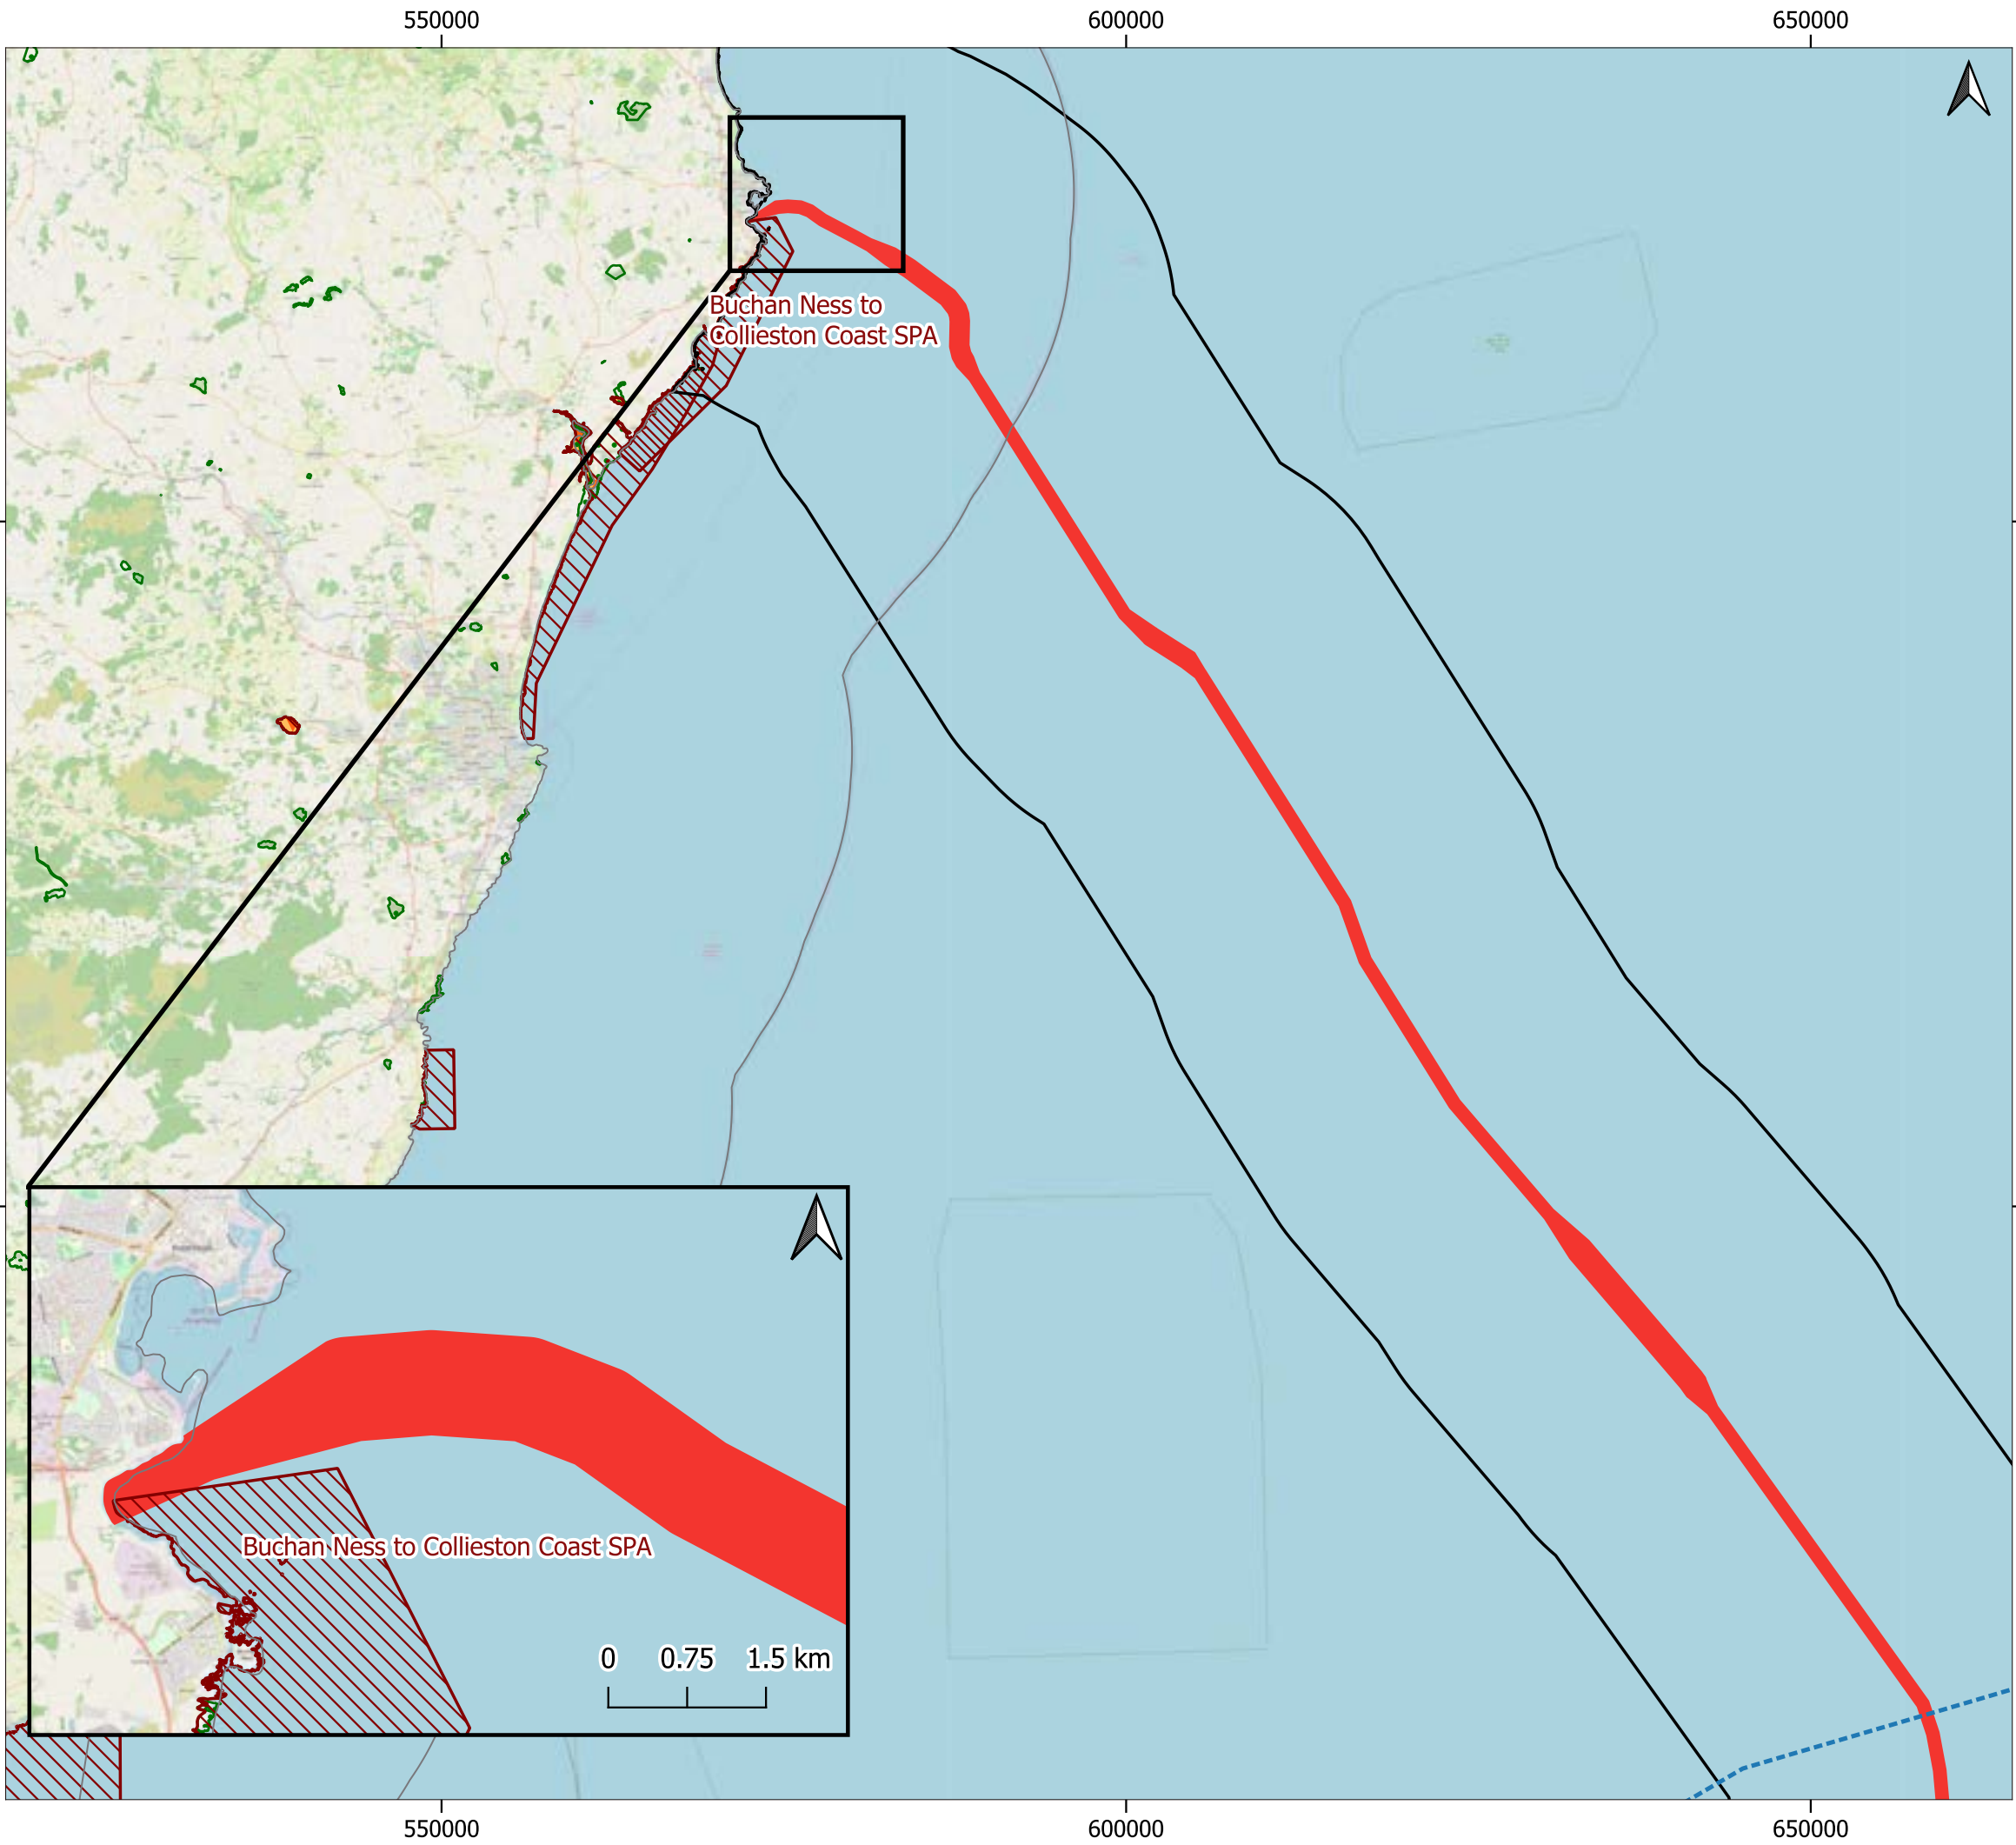 550000 600000 650000
Buchan Ness to
Collieston Coast SPA
Buchan Ness to Collieston Coast SPA
0 0.75 1.5 km
550000 600000 650000